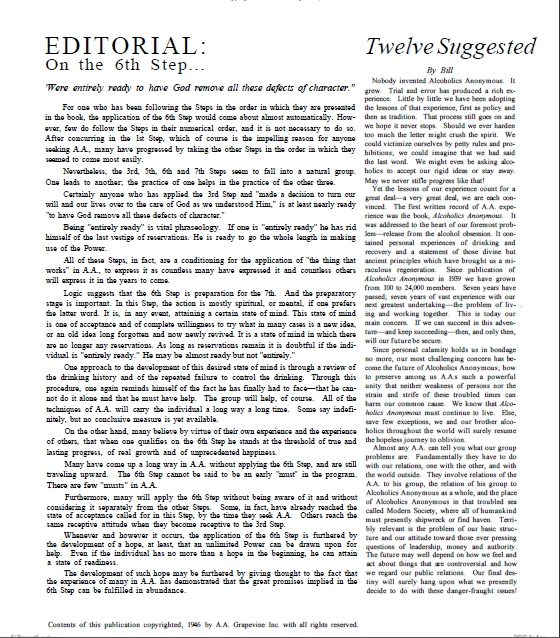 EDITORIAL:
On the 6th Step...
'Were entirely ready to have God remove all these defects of character."
For one who has been following the Steps in the order in which they are presented
in the book, the application of the 6th Step would come about almost automatically. How-
ever, few do follow the Steps in their numerical order, and it is not necessary to do so.
After concurring in the 1st Step, which of course is the impelling reason for anyone
seeking A.A., many have progressed by taking the other Steps in the order in which they
seemed to come most easily.
Nevertheless, the 3rd, 5th, 6th and 7th Steps seem to fall into a natural group.
One leads to another; the practice of one helps in the practice of the other three.
Certainly anyone who has applied the 3rd Step and "made a decision to turn our
will and our lives over to the care of God as we understood Him," is at least nearly ready
"to have God remove all these defects of character."
Being "entirely ready" is vital phraseology. If one is "entirely ready" he has rid
himself of the last vestige of reservations. He is ready to go the whole length in making
use of the Power.
All of these Steps, in fact, are a conditioning for the application of "the thing that
works" in A.A., to express it as countless many have expressed it and countless others
will express it in the years to come.
Logic suggests that the 6th Step is preparation for the 7th. And the preparatory
stage is important. In this Step, the action is mostly spiritual, or mental, if one prefers
the latter word. It is, in any event, attaining a certain state of mind. This state of mind
is one of acceptance and of complete willingness to try what in many cases is a new idea,
or an old idea long forgotten and now newly revived. It is a state of mind in which there
are no longer any reservations. As long as reservations remain it is doubtful if the indi-
vidual is "entirely ready." He may be almost ready but not "entirely."
One approach to the development of this desired state of mind is through a review of
the drinking history and of the repeated failure to control the drinking. Through this
procedure, one again reminds himself of the fact he has finally had to face—that he can-
not do it alone and that he must have help. The group will help, of course. All of the
techniques of A.A. will carry the individual a long way a long time. Some say indefi-
nitely, but no conclusive measure is yet available.
On the other hand, many believe by virtue of their own experience and the experience
of others, that when one qualifies on the 6th Step he stands at the threshold of true and
lasting progress, of real growth and of unprecedented happiness.
Many have come up a long way in A.A. without applying the 6th Step, and are still
traveling upward. The 6th Step cannot be said to be an early "must" in the program.
There are few "musts" in A.A.
Furthermore, many will apply the 6th Step without being aware of it and without
considering it separately from the other Steps. Some, in fact, have already reached the
state of acceptance called for in this Step, by the time they seek A.A. Others reach the
same receptive attitude when they become receptive to the 3rd Step.
Whenever and however it occurs, the application of the 6th Step is furthered by
the development of a hope, at least, that an unlimited Power can be drawn upon for
help. Even if the individual has no more than a hope in the beginning, he can attain
a state of readiness.
The development of such hope may be furthered by giving thought to the fact that
the experience of many in A.A. has demonstrated that the great promises implied in the
6th Step can be fulfilled in abundance.
Twelve Suggested
By Bill
Nobody invented Alcoholics Anonymous. It
grew. Trial and error has produced a rich ex-
perience. Little by little we have been adopting
the lessons of that experience, first as policy and
then as tradition. That process still goes on and
we hope it never stops. Should we ever harden
too much the letter might crush the spirit. We
could victimize ourselves by petty rules and pro-
hibitions; we could imagine that we had said
the last word. We might even be asking alco-
holics to accept our rigid ideas or stay away.
May we never stifle progress like that!
Yet the lessons of our experience count for a
great deal—a very great deal, we are each con-
vinced. The first written record of A.A. expe-
rience was the book, Alcoholics Anonymous. It
was addressed to the heart of our foremost prob-
lem—release from the alcohol obsession. It con-
tained personal experiences of drinking and
recovery and a statement of those divine but
ancient principles which brought us a mi-
raculous regeneration. Since publication of
Alcoholics Anonymous in 1939 we have grown
from 100 to 24,000 members. Seven years have
passed, seven years of vast experience with our
next greatest undertaking—the problem of liv-
ing and working together. This is today our
main concern. If we can succeed in this adven-
ture—and keep succeeding—then, and only then,
will our future be secure.
Since personal calamity holds us in bondage
no more, our most challenging concern has be-
come the future of Alcoholics Anonymous; how
to preserve among us A.A.s such a powerful
unity that neither weakness of persons nor the
strain and strife of these troubled times can
harm our common cause. We know that Alco-
holics Anonymous must continue to live. Else,
save few exceptions, we and our brother alco-
holics throughout the world will surely resume
the hopeless journey to oblivion.
Almost any A.A. can tell you what our group
problems are. Fundamentally they have to do
with our relations, one with the other, and with
the world outside. They involve relations of the
A.A. to his group, the relation of his group to
Alcoholics Anonymous as a whole, and the place
of Alcoholics Anonymous in that troubled sea
called Modern Society, where all of humankind
must presently shipwreck or find haven. Terri-
bly relevant is the problem of our basic struc-
ture and our attitude toward those ever pressing
questions of leadership, money and authority.
The future may well depend on how we feel and
act about things that are controversial and how
we regard our public relations. Our final des-
tiny will surely hang upon what we presently
decide to do with these danger-fraught issues!
Contents of this publication copyrighted, 1946 by A.A. Grapevine Inc. with all rights reserved.